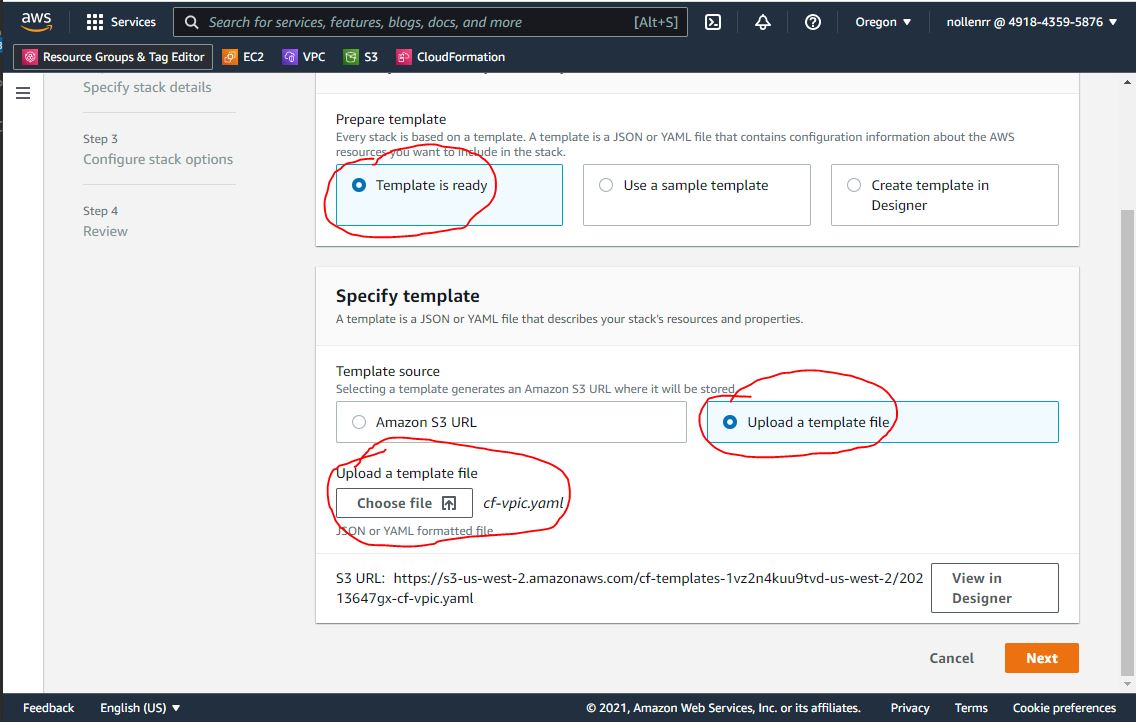 aws
Services
Search for services, features, blogs, docs, and more [Alt+S]
Oregon
nollenrr @ 4918-4359-5876
Resource Groups & Tag Editor
EC2
VPC
S3
CloudFormation
Specify stack details
Step 3
Configure stack options
Step 4
Review
Prepare template
Every stack is based on a template. A template is a JSON or YAML file that contains configuration information about the AWS
resources you want to include in the stack.
Template is ready
Use a sample template
Create template in
Designer
Specify template
A template is a JSON or YAML file that describes your stack's resources and properties.
Template source
Selecting a template generates an Amazon S3 URL where it will be stored.
Amazon S3 URL
Upload a template file
Upload a template file
Choose file
cf-vpic.yaml
JSON or YAML formatted file
S3 URL: https://s3-us-west-2.amazonaws.com/cf-templates-1vz2n4kuu9tvd-us-west-2/202
13647gx-cf-vpic.yaml
View in
Designer
Cancel
Next
Feedback
English (US)
© 2021, Amazon Web Services, Inc. or its affiliates.
Privacy
Terms
Cookie preferences